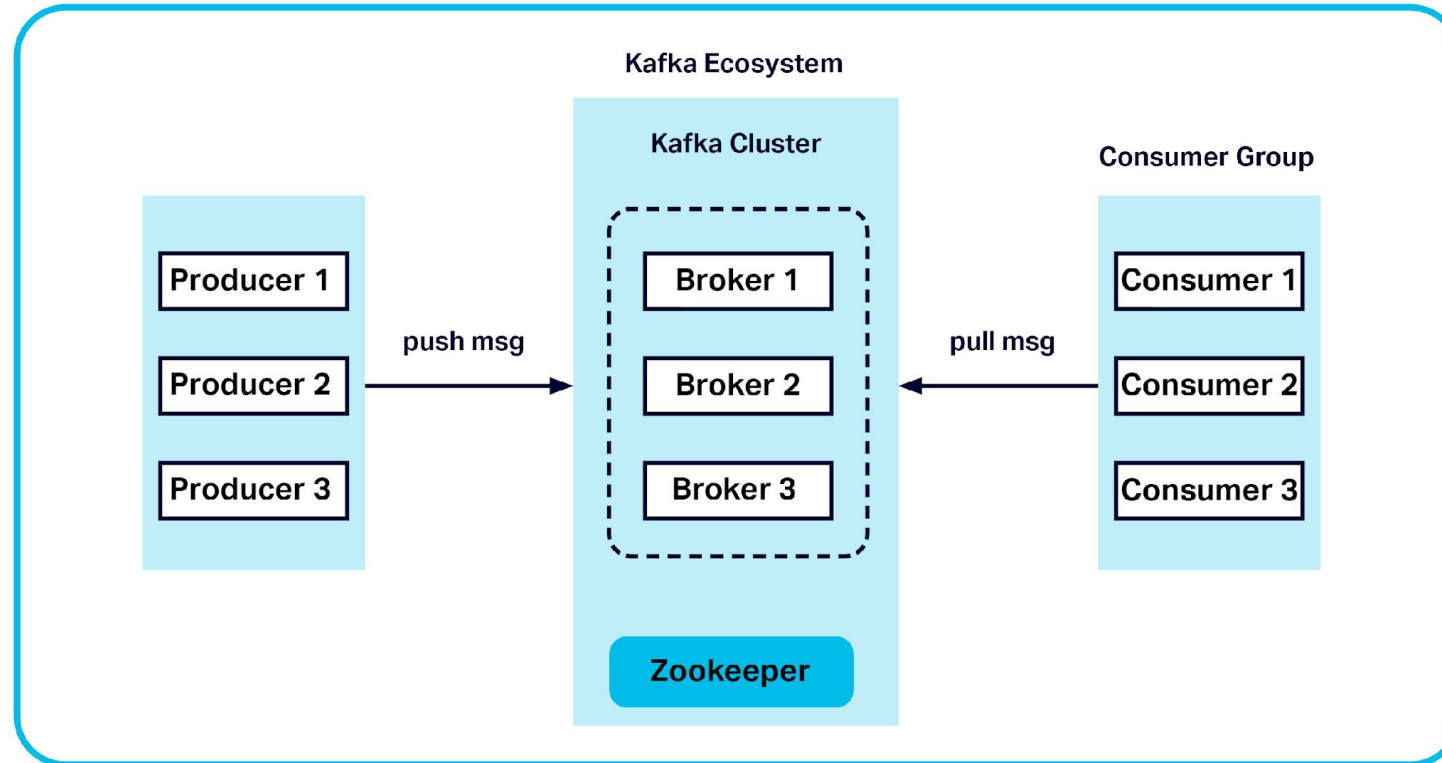 Kafka Ecosystem
Kafka Cluster
Consumer Group
Producer 1
Broker 1
Consumer 1
push msg
pull msg
Producer 2
Broker 2
Consumer 2
Producer 3
Broker 3
Consumer 3
Zookeeper